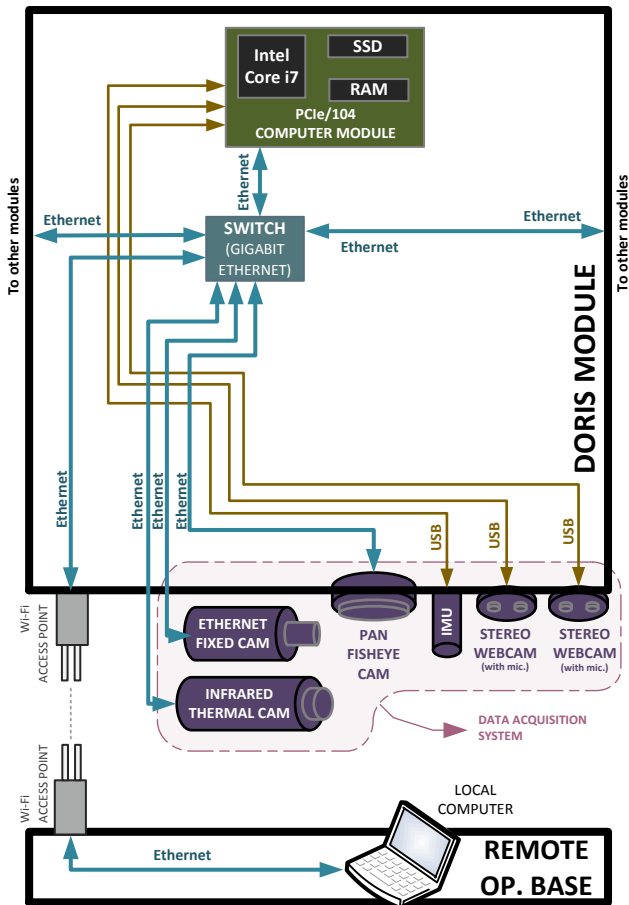 Intel
Core i7
SSD
RAM
PCIe/104
COMPUTER MODULE
Ethernet
To other modules
Ethernet
SWITCH
(GIGABIT
ETHERNET)
Ethernet
Ethernet
To other modules
DORIS MODULE
Ethernet
Ethernet
Ethernet
Ethernet
USB
USB
USB
Wi-Fi
ACCESS POINT
ETHERNET
FIXED CAM
PAN
FISHEYE
CAM
IMU
STEREO
WEBCAM
(with mic.)
STEREO
WEBCAM
(with mic.)
INFRARED
THERMAL CAM
DATA ACQUISITION
SYSTEM
Wi-Fi
ACCESS POINT
LOCAL
COMPUTER
Ethernet
REMOTE
OP. BASE